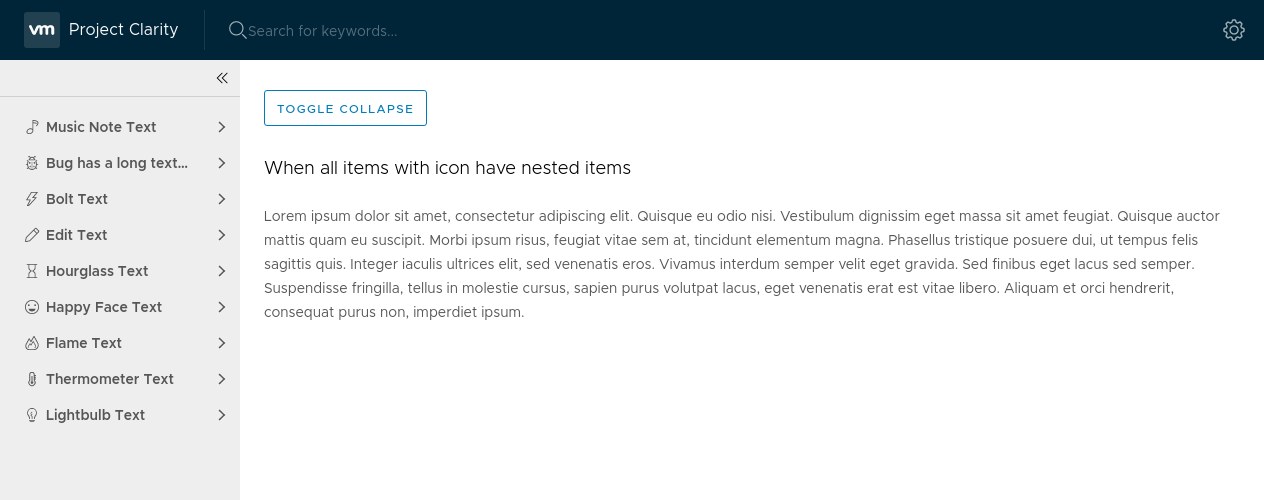 vm Project Clarity
Search for keywords...
Music Note Text
Bug has a long text...
Bolt Text
Edit Text
Hourglass Text
Happy Face Text
Flame Text
Thermometer Text
Lightbulb Text
TOGGLE COLLAPSE
When all items with icon have nested items
Lorem ipsum dolor sit amet, consectetur adipiscing elit. Quisque eu odio nisi. Vestibulum dignissim eget massa sit amet feugiat. Quisque auctor
mattis quam eu suscipit. Morbi ipsum risus, feugiat vitae sem at, tincidunt elementum magna. Phasellus tristique posuere dui, ut tempus felis
sagittis quis. Integer iaculis ultrices elit, sed venenatis eros. Vivamus interdum semper velit eget gravida. Sed finibus eget lacus sed semper.
Suspendisse fringilla, tellus in molestie cursus, sapien purus volutpat lacus, eget venenatis erat est vitae libero. Aliquam et orci hendrerit,
consequat purus non, imperdiet ipsum.